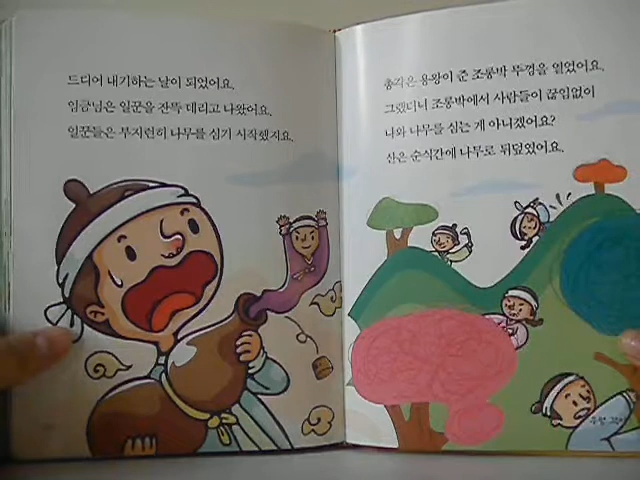 드디어 내기하는 날이 되었어요.
임금님은 일꾼을 잔뜩 데리고 나왔어요.
일꾼들은 부지런히 나무를 심기 시작했지요.
총각은 용왕이 준 조롱박 뚜껑을 열었어요.
그랬더니 조롱박에서 사람들이 끊임없이
나와 나무를 심는 게 아니겠어요?
산은 순식간에 나무로 뒤덮였어요.